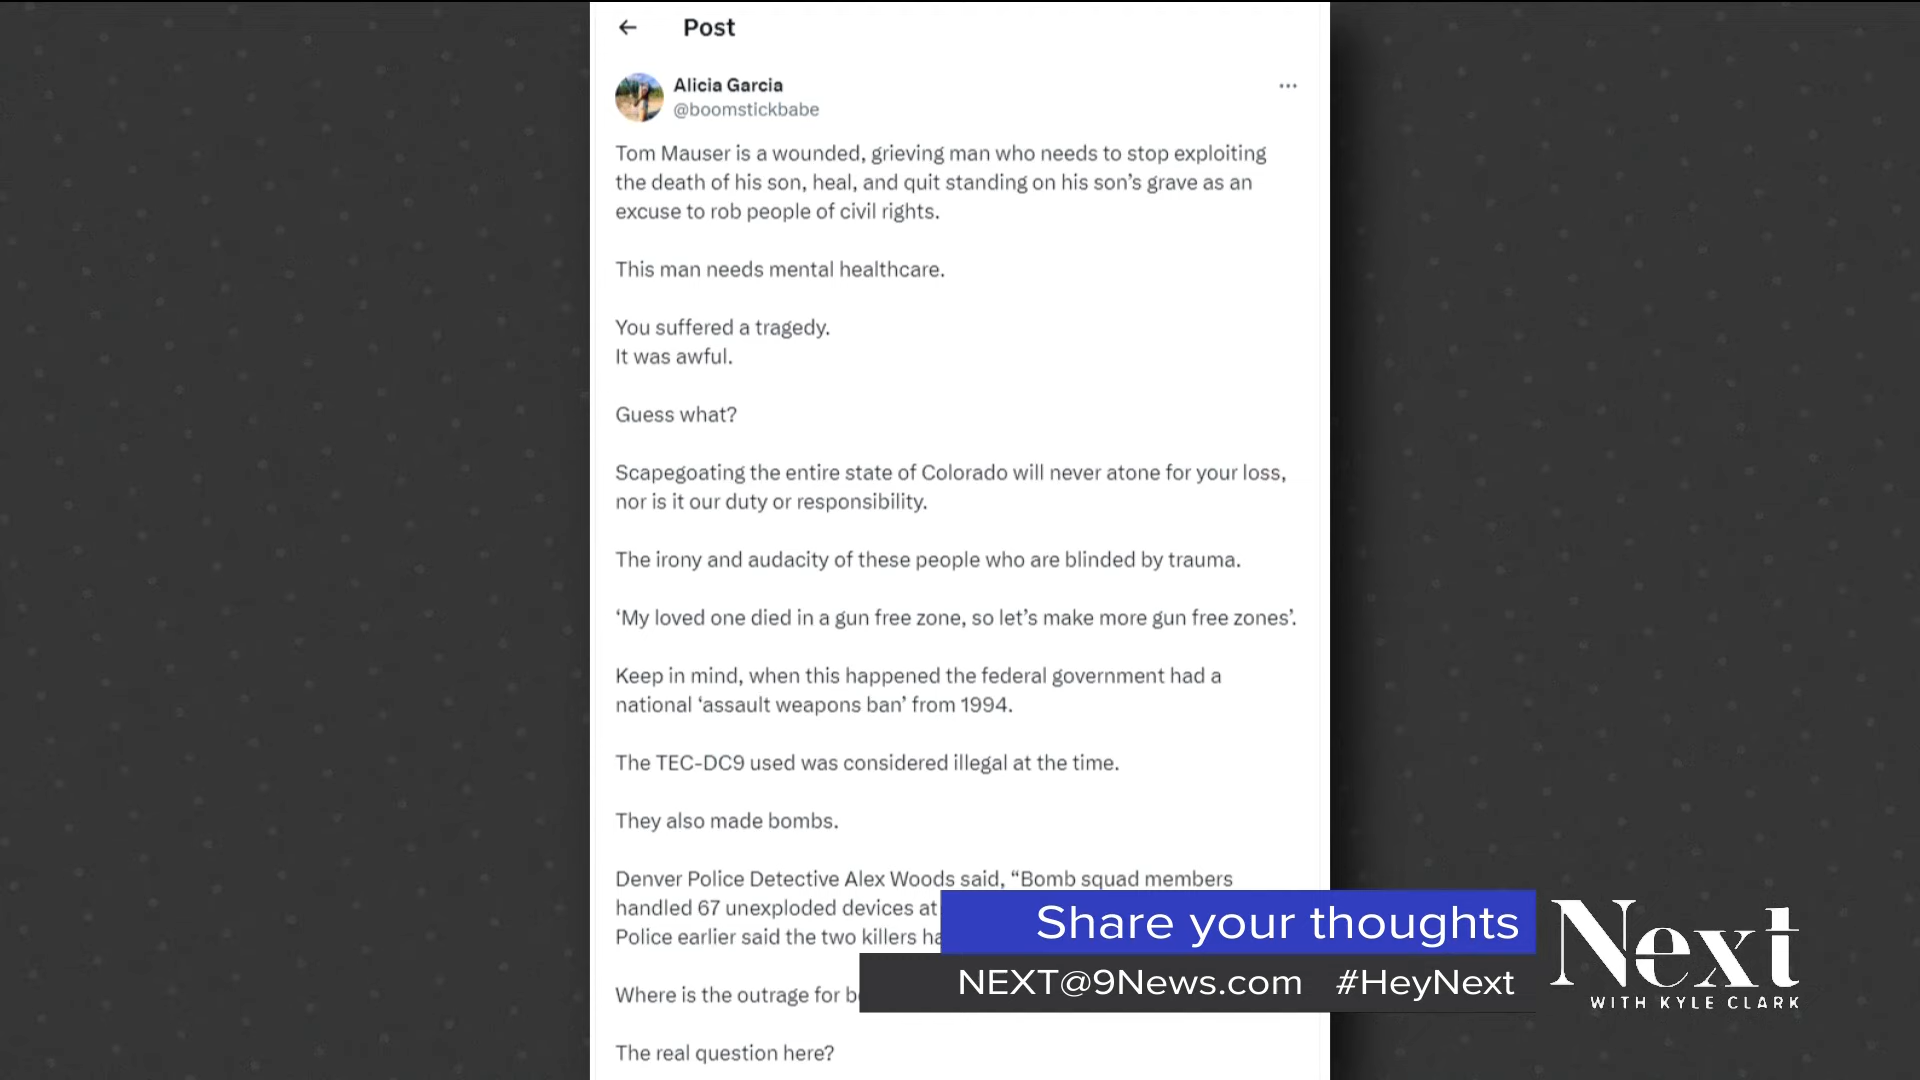 Post
Alicia Garcia
@boomstickbabe
Tom Mauser is a wounded, grieving man who needs to stop exploiting
the death of his son, heal, and quit standing on his son’s grave as an
excuse to rob people of civil rights.
This man needs mental healthcare.
You suffered a tragedy.
It was awful.
Guess what?
Scapegoating the entire state of Colorado will never atone for your loss,
nor is it our duty or responsibility.
The irony and audacity of these people who are blinded by trauma.
‘My loved one died in a gun free zone, so let’s make more gun free zones’.
Keep in mind, when this happened the federal government had a
national ‘assault weapons ban’ from 1994.
The TEC-DC9 used was considered illegal at the time.
They also made bombs.
Denver Police Detective Alex Woods said, “Bomb squad members
handled 67 unexploded devices at
Police earlier said the two killers
Where is the outrage for
The real question here?
Share your thoughts
NEXT@9News.com #HeyNext
Next
WITH KYLE CLARK